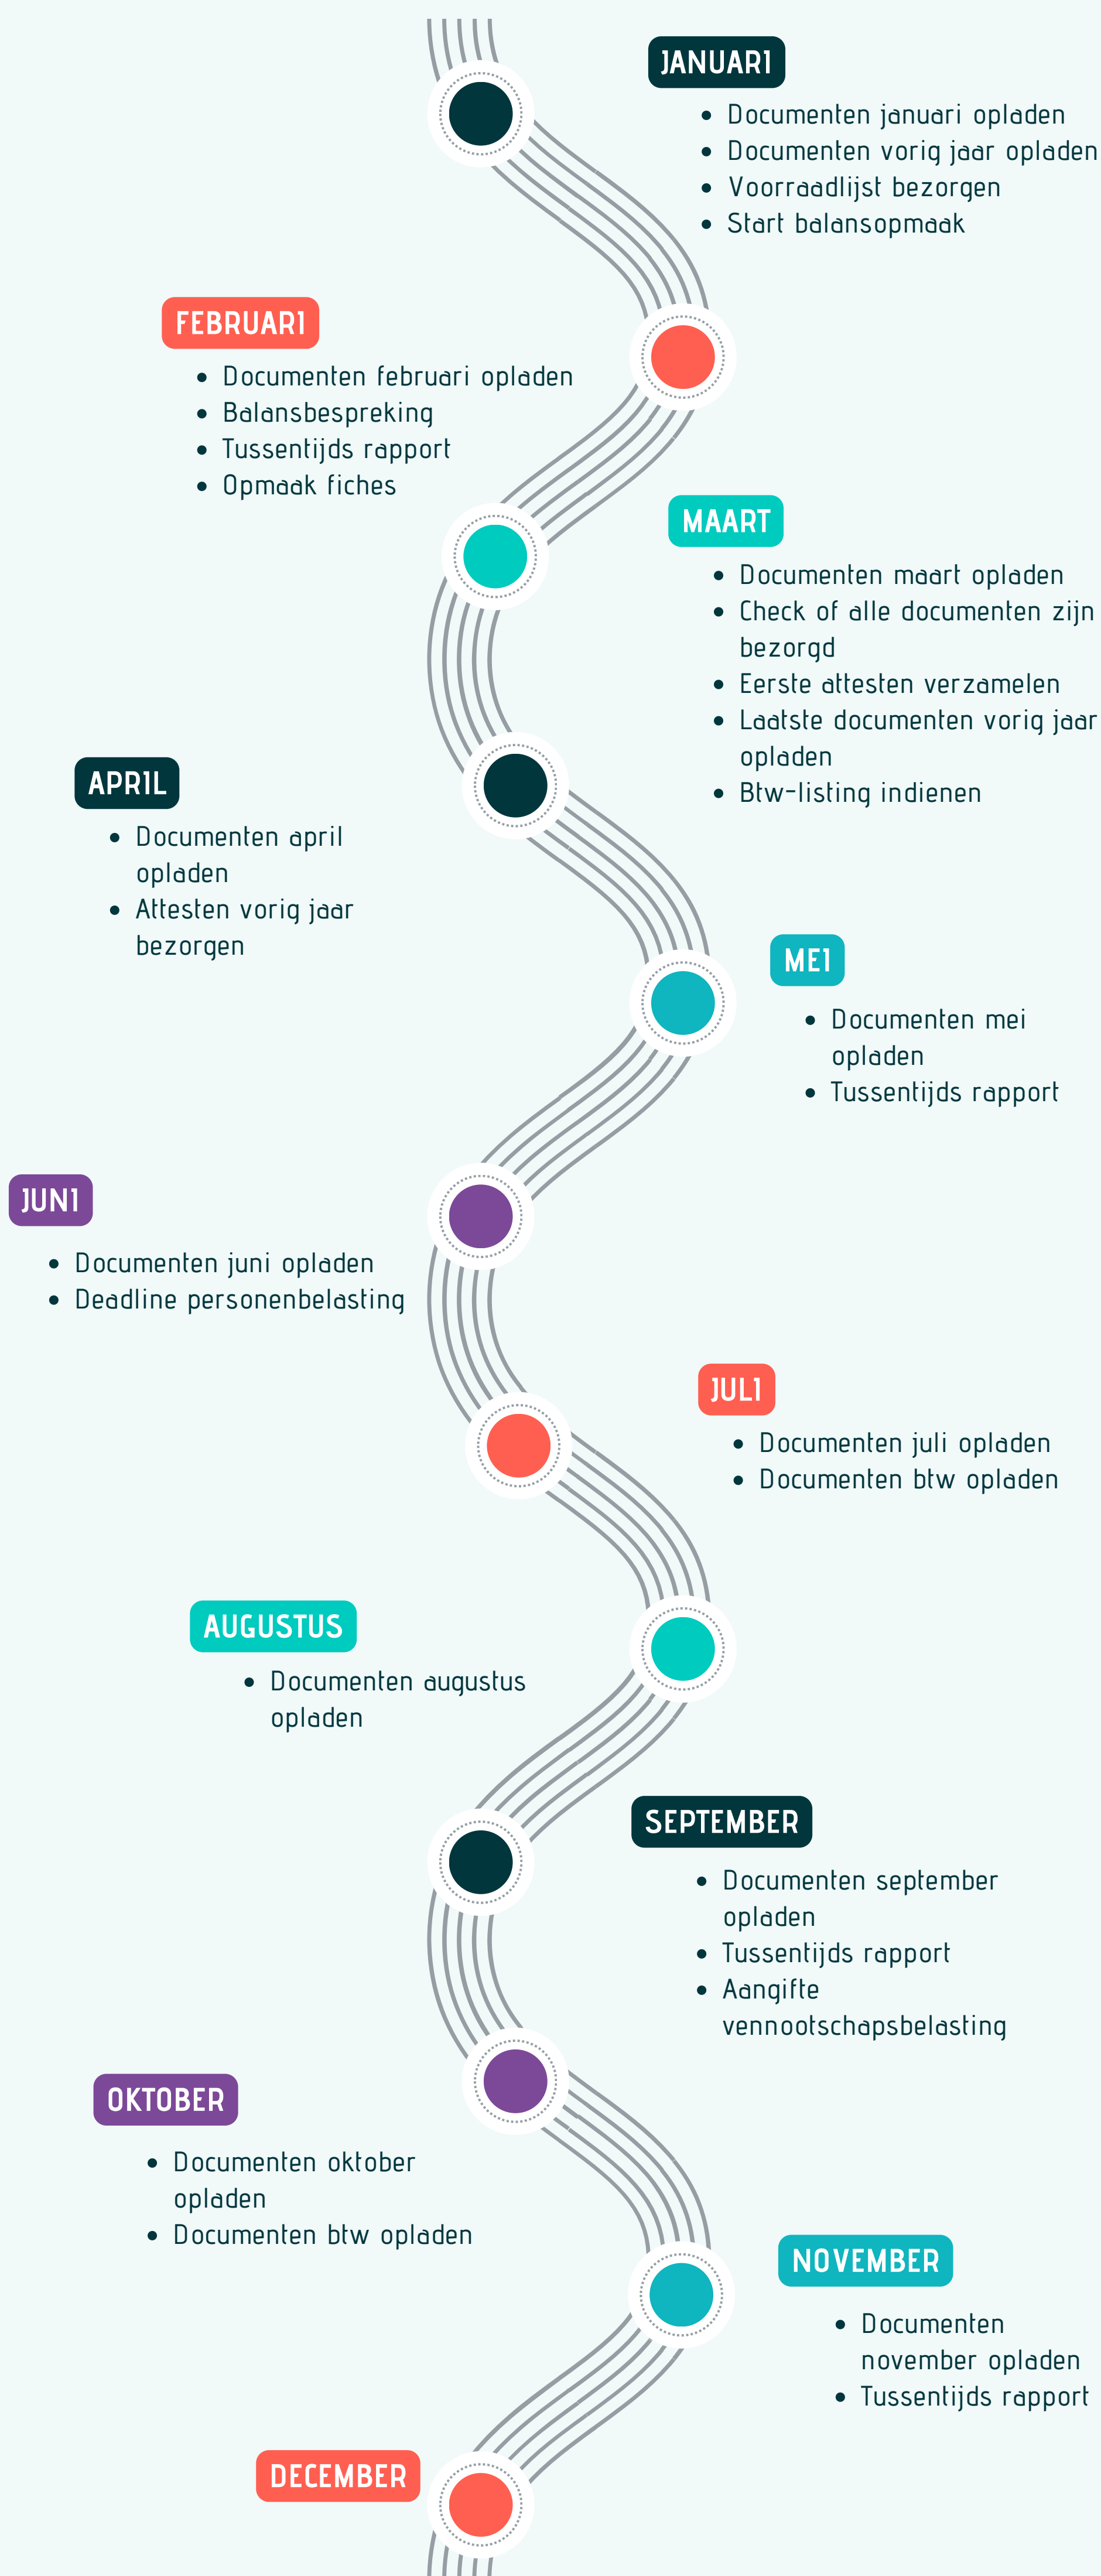 JANUARI
• Documenten januari opladen
• Documenten vorig jaar opladen
• Voorraadlijst bezorgen
• Start balansopmaak
FEBRUARI
• Documenten februari opladen
• Balansbespreking
• Tussentijds rapport
• Opmaak fiches
MAART
• Documenten maart opladen
• Check of alle documenten zijn
bezorgd
• Eerste attesten verzamelen
• Laatste documenten vorig jaar
opladen
• Btw-listing indienen
APRIL
• Documenten april
opladen
• Attesten vorig jaar
bezorgen
MEI
• Documenten mei
opladen
• Tussentijds rapport
JUNI
• Documenten juni opladen
• Deadline personenbelasting
JULI
• Documenten juli opladen
• Documenten btw opladen
AUGUSTUS
• Documenten augustus
opladen
SEPTEMBER
• Documenten september
opladen
• Tussentijds rapport
• Aangifte
vennootschapsbelasting
OKTOBER
• Documenten oktober
opladen
• Documenten btw opladen
NOVEMBER
• Documenten
november opladen
• Tussentijds rapport
DECEMBER